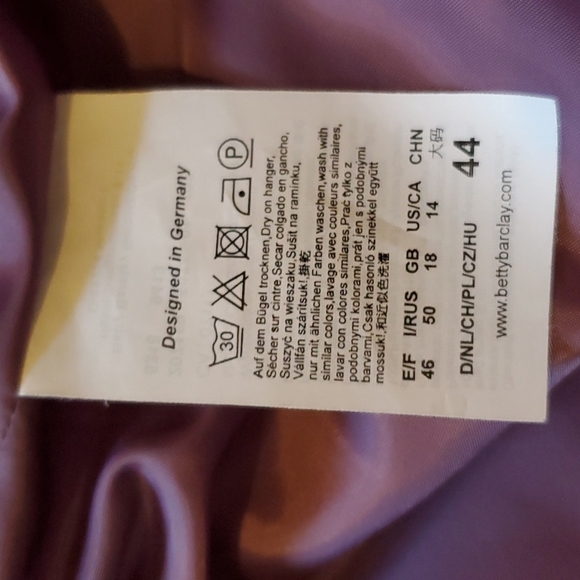 Designed in Germany
30 P
Auf dem Bügel trocknen,Dry on hanger,
Sécher sur cintre,Secar colgado en gancho,
Suszyć na wieszaku,Sušit na ramínku,
Vállfán szárítsuk!,掛乾
nur mit ähnlichen Farben waschen,wash with
similar colors,lavage avec couleurs similaires,
lavar con colores similares,Prać tylko z
podobnymi kolorami,prát jen s podobnými
barvami,Csak hasonló színekkel együtt
mossuk!,和近似色洗濯
E/F I/RUS GB US/CA CHN
46 50 18 14 大码
D/NL/CH/PL/CZ/HU 44
www.bettybarclay.com